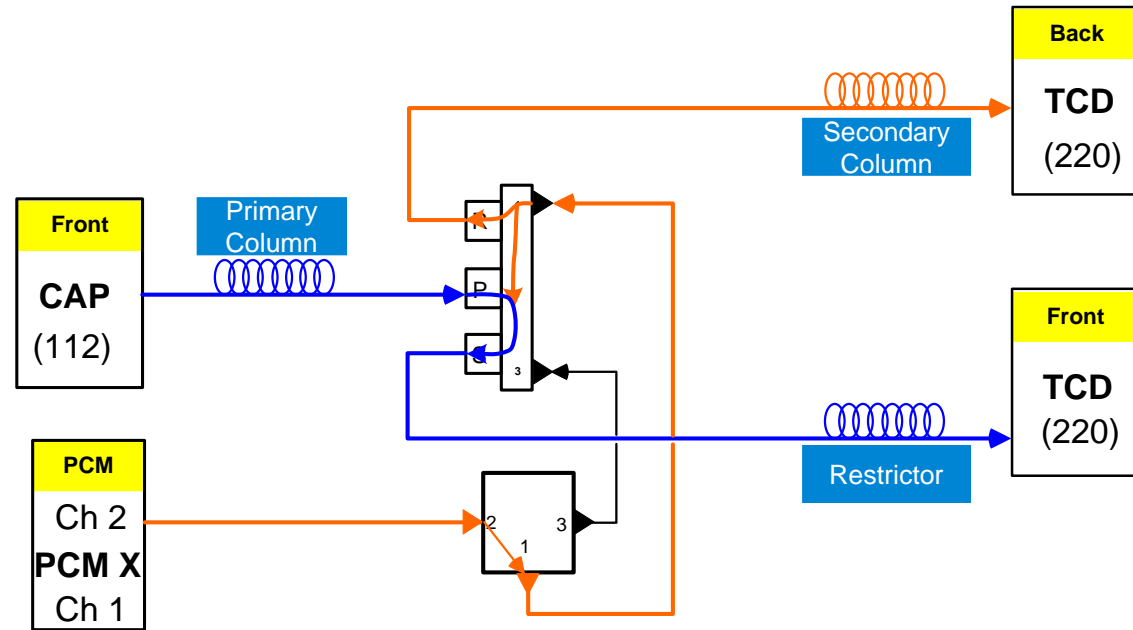 Back
TCD
(220)
Secondary
Column
Front
CAP
(112)
Primary
Column
R
P
S
3
Front
TCD
(220)
Restrictor
PCM
Ch 2
PCM X
Ch 1
2
1
3